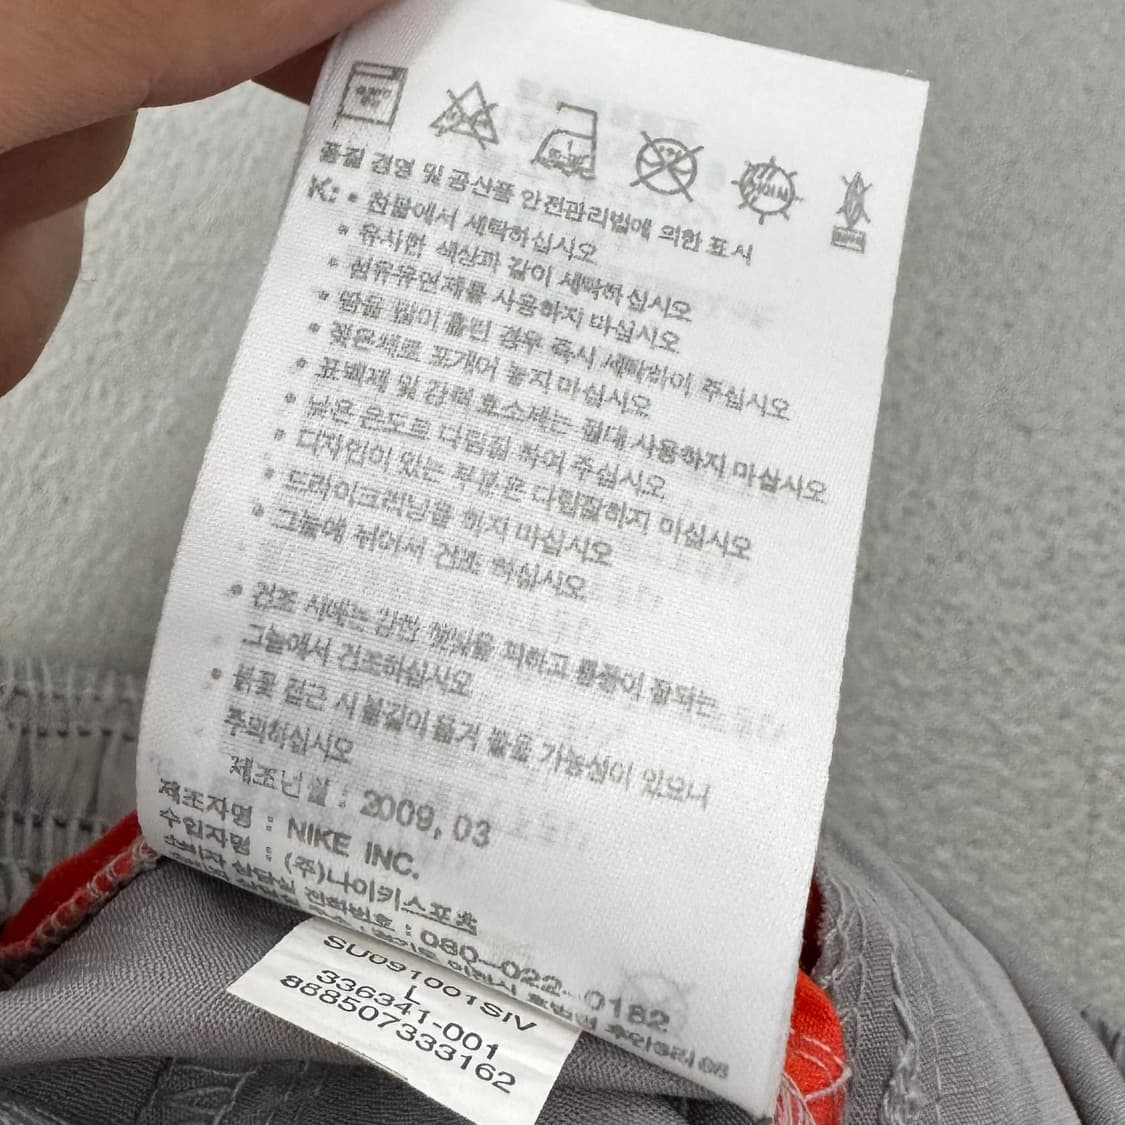 품질 경영 및 공산품 안전관리법에 의한 표시
K: • 찬물에서 세탁하십시오
• 유사한 색상과 같이 세탁하십시오
• 섬유유연제를 사용하지 마십시오
• 땀을 많이 흘린 경우 즉시 세탁하여 주십시오
• 젖은채로 포개어 놓지마십시오
• 표백제 및 강력 효소제는 절대 사용하지 마십시오
• 낮은 온도로 다림질 하여 주십시오
• 디자인이 있는 부분은 다림질하지 마십시오
• 드라이크리닝을 하지 마십시오
• 그늘에 뉘어서 건조 하십시오
• 건조 시에는 강한 햇빛을 피하고 통풍이 잘되는
그늘에서 건조하십시오
• 불꽃 접근 시 불길이 옮겨 붙을 가능성이 있으니
주의하십시오
제조년월 : 2009, 03
제조자명 : NIKE INC.
수입자명 : (주)나이키스포츠
소비자 상담실 전화번호 : 080-022-0182
SU091001SIV
L
336341-001
888507333162